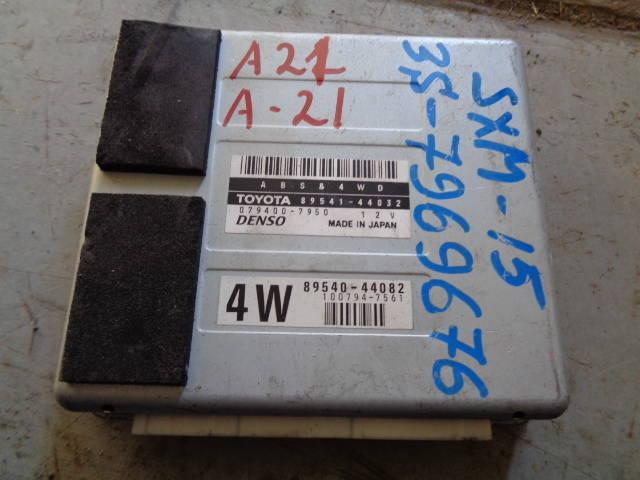 A21
A-21
ABS & 4WD
TOYOTA 89541-44032
079400-7950 12V
DENSO MADE IN JAPAN
4W 89540-44082
100794-7561
SXM-15
3S-7969676